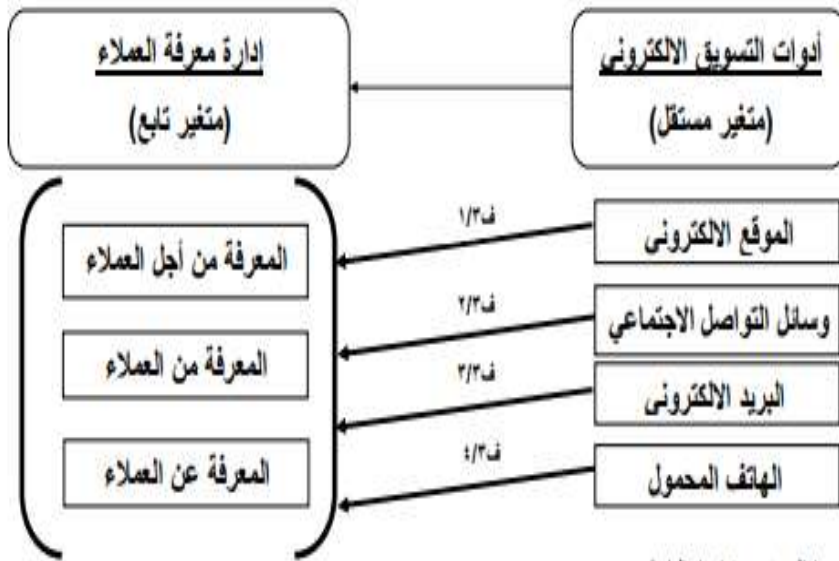 أدوات التسويق الالكترونى
(متغير مستقل)
إدارة معرفة العملاء
(متغير تابع)
الموقع الالكترونى
وسائل التواصل الاجتماعي
البريد الالكترونى
الهاتف المحمول
ف١/٣
ف٢/٣
ف٣/٣
ف٤/٣
المعرفة من أجل العملاء
المعرفة من العملاء
المعرفة عن العملاء